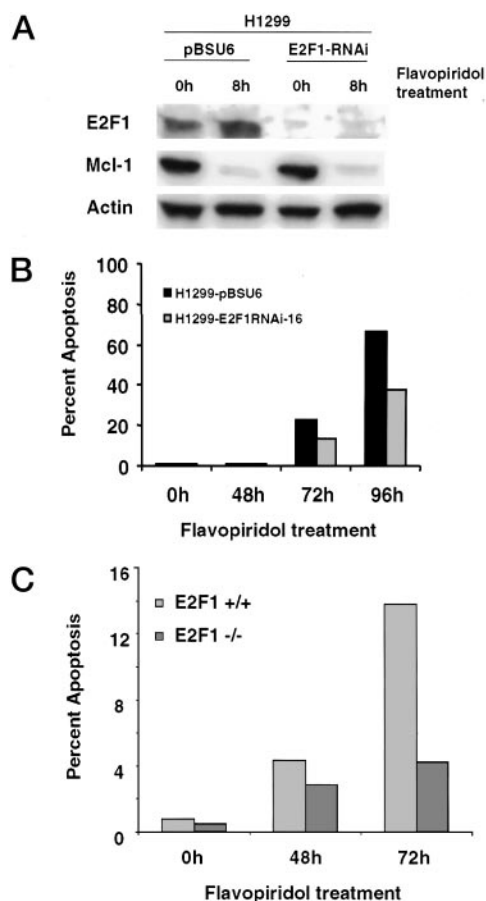 A
H1299
pBSU6 E2F1-RNAi
0h 8h 0h 8h
Flavopiridol
treatment
E2F1
Mcl-1
Actin
B
Percent Apoptosis
100
80
60
40
20
0
H1299-pBSU6
H1299-E2F1RNAi-16
0h 48h 72h 96h
Flavopiridol treatment
C
Percent Apoptosis
16
12
8
4
0
E2F1 +/+
E2F1 -/-
0h 48h 72h
Flavopiridol treatment